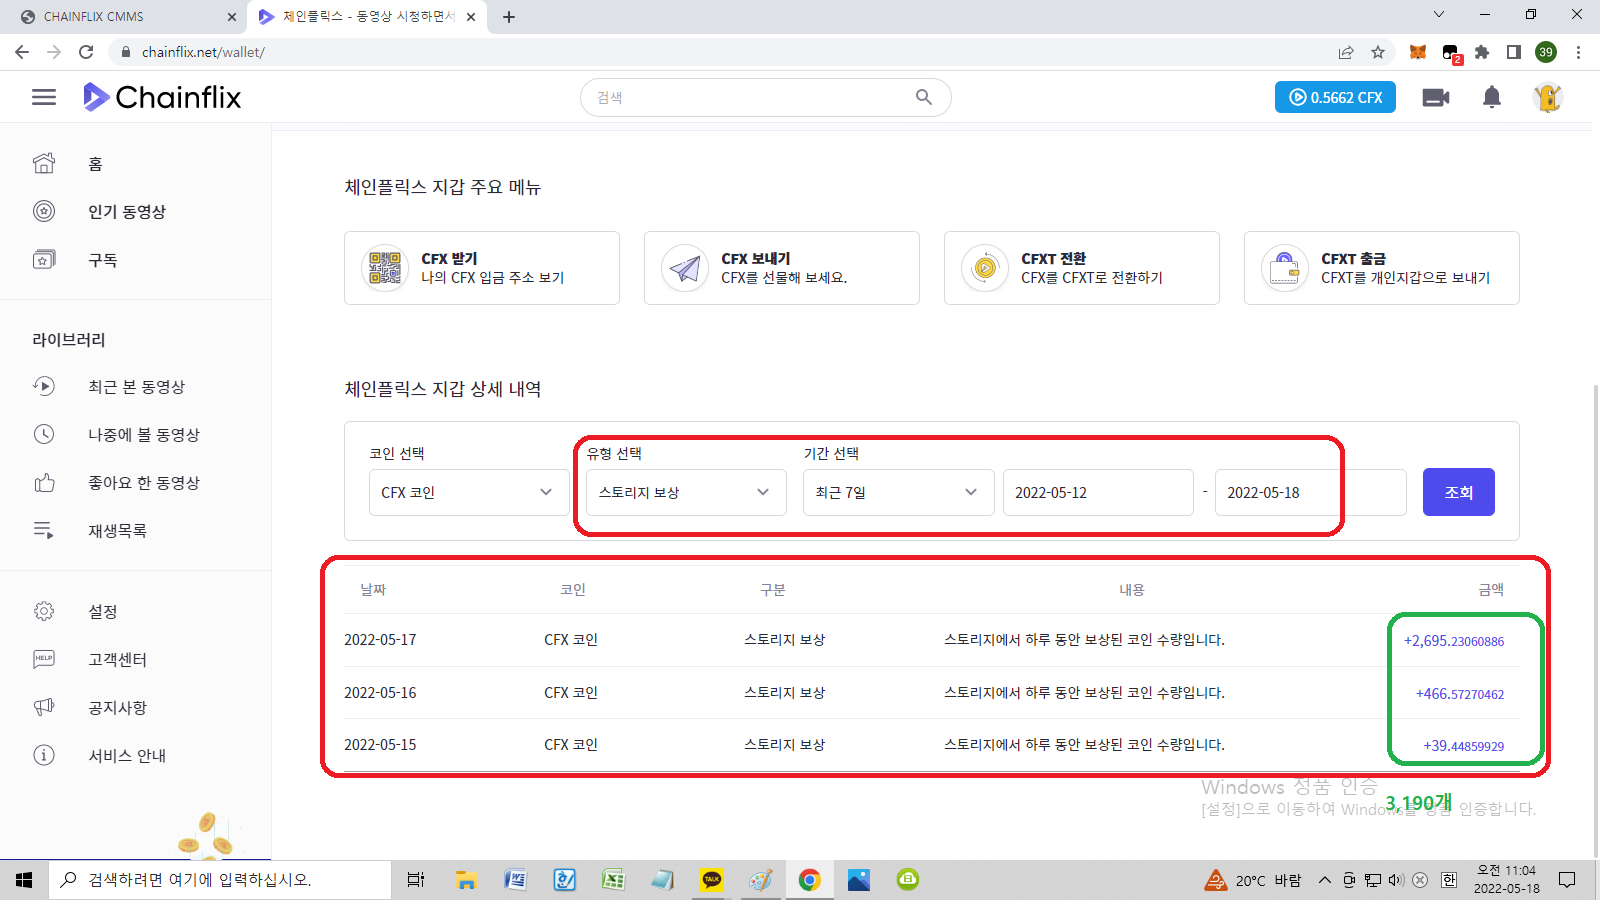 CHAINFLIX CMMS
체인플릭스 - 동영상 시청하면서
chainflix.net/wallet/
2
39
Chainflix
검색
0.5662 CFX
홈
인기 동영상
구독
라이브러리
최근 본 동영상
나중에 볼 동영상
좋아요 한 동영상
재생목록
설정
HELP
고객센터
공지사항
서비스 안내
체인플릭스 지갑 주요 메뉴
CFX 받기
나의 CFX 입금 주소 보기
CFX 보내기
CFX를 선물해 보세요.
CFXT 전환
CFX를 CFXT로 전환하기
CFXT 출금
CFXT를 개인지갑으로 보내기
체인플릭스 지갑 상세 내역
코인 선택 유형 선택 기간 선택
CFX 코인 스토리지 보상 최근 7일 2022-05-12 - 2022-05-18 조회
날짜 코인 구분 내용 금액
2022-05-17 CFX 코인 스토리지 보상 스토리지에서 하루 동안 보상된 코인 수량입니다. +2,695.23060886
2022-05-16 CFX 코인 스토리지 보상 스토리지에서 하루 동안 보상된 코인 수량입니다. +466.57270462
2022-05-15 CFX 코인 스토리지 보상 스토리지에서 하루 동안 보상된 코인 수량입니다. +39.44859929
Windows 정품 인증
3,190개
[설정]으로 이동하여 Windows를 정품 인증합니다.
검색하려면 여기에 입력하십시오.
TALK
20°C 바람
한
오전 11:04
2022-05-18